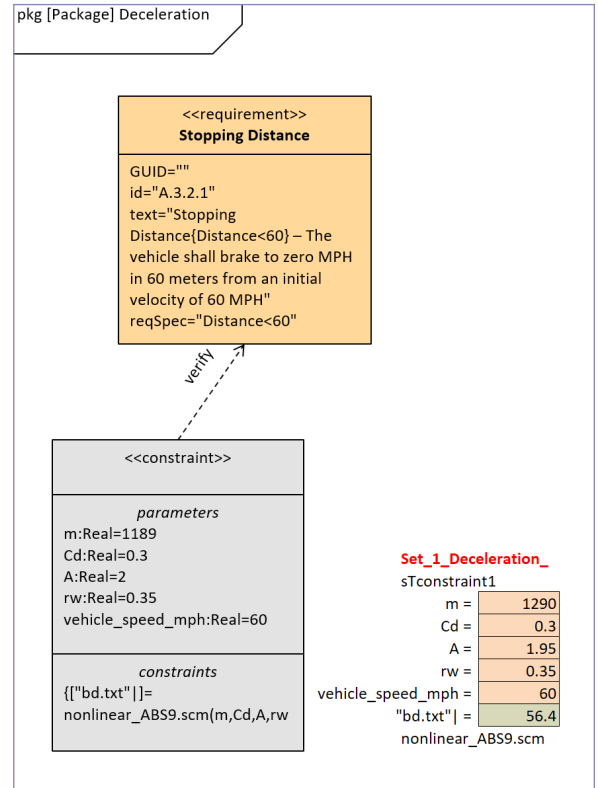 pkg [Package] Deceleration
<<requirement>>
Stopping Distance
GUID=""
id="A.3.2.1"
text="Stopping
Distance{Distance<60} – The
vehicle shall brake to zero MPH
in 60 meters from an initial
velocity of 60 MPH"
reqSpec="Distance<60"
verify
<<constraint>>
parameters
m:Real=1189
Cd:Real=0.3
A:Real=2
rw:Real=0.35
vehicle_speed_mph:Real=60
constraints
{["bd.txt"|]=
nonlinear_ABS9.scm(m,Cd,A,rw
Set_1_Deceleration_
sTconstraint1
m = 1290
Cd = 0.3
A = 1.95
rw = 0.35
vehicle_speed_mph = 60
"bd.txt"| = 56.4
nonlinear_ABS9.scm